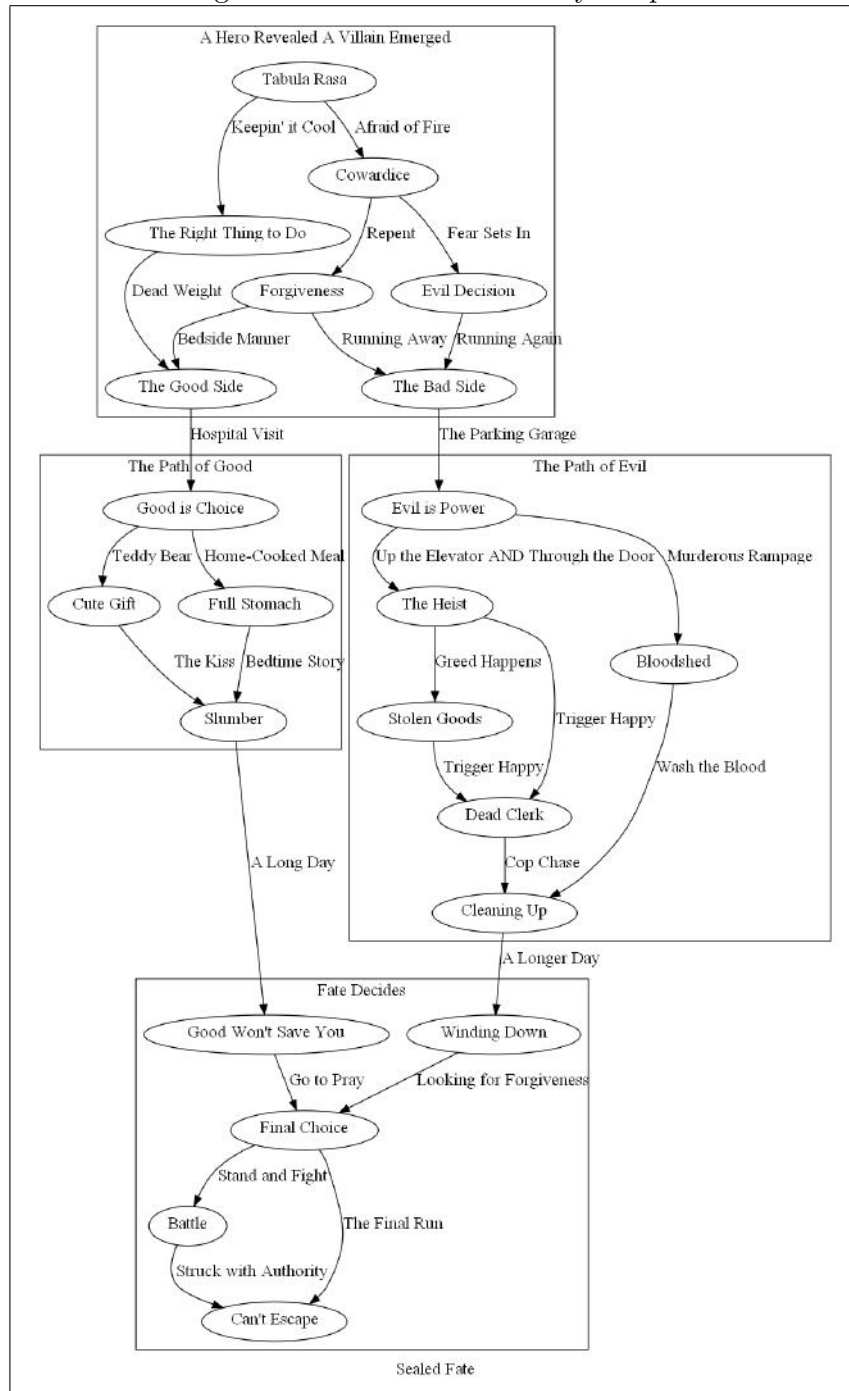 A Hero Revealed A Villain Emerged
Tabula Rasa
Keepin' it Cool
Afraid of Fire
Cowardice
The Right Thing to Do
Repent
Fear Sets In
Dead Weight
Forgiveness
Evil Decision
Bedside Manner
Running Away
Running Again
The Good Side
The Bad Side
Hospital Visit
The Parking Garage
The Path of Good
The Path of Evil
Good is Choice
Evil is Power
Teddy Bear
Home-Cooked Meal
Up the Elevator AND Through the Door
Murderous Rampage
Cute Gift
Full Stomach
The Heist
The Kiss
Bedtime Story
Greed Happens
Bloodshed
Slumber
Stolen Goods
Trigger Happy
Trigger Happy
Wash the Blood
Dead Clerk
A Long Day
Cop Chase
Cleaning Up
A Longer Day
Fate Decides
Good Won't Save You
Winding Down
Go to Pray
Looking for Forgiveness
Final Choice
Stand and Fight
Battle
The Final Run
Struck with Authority
Can't Escape
Sealed Fate